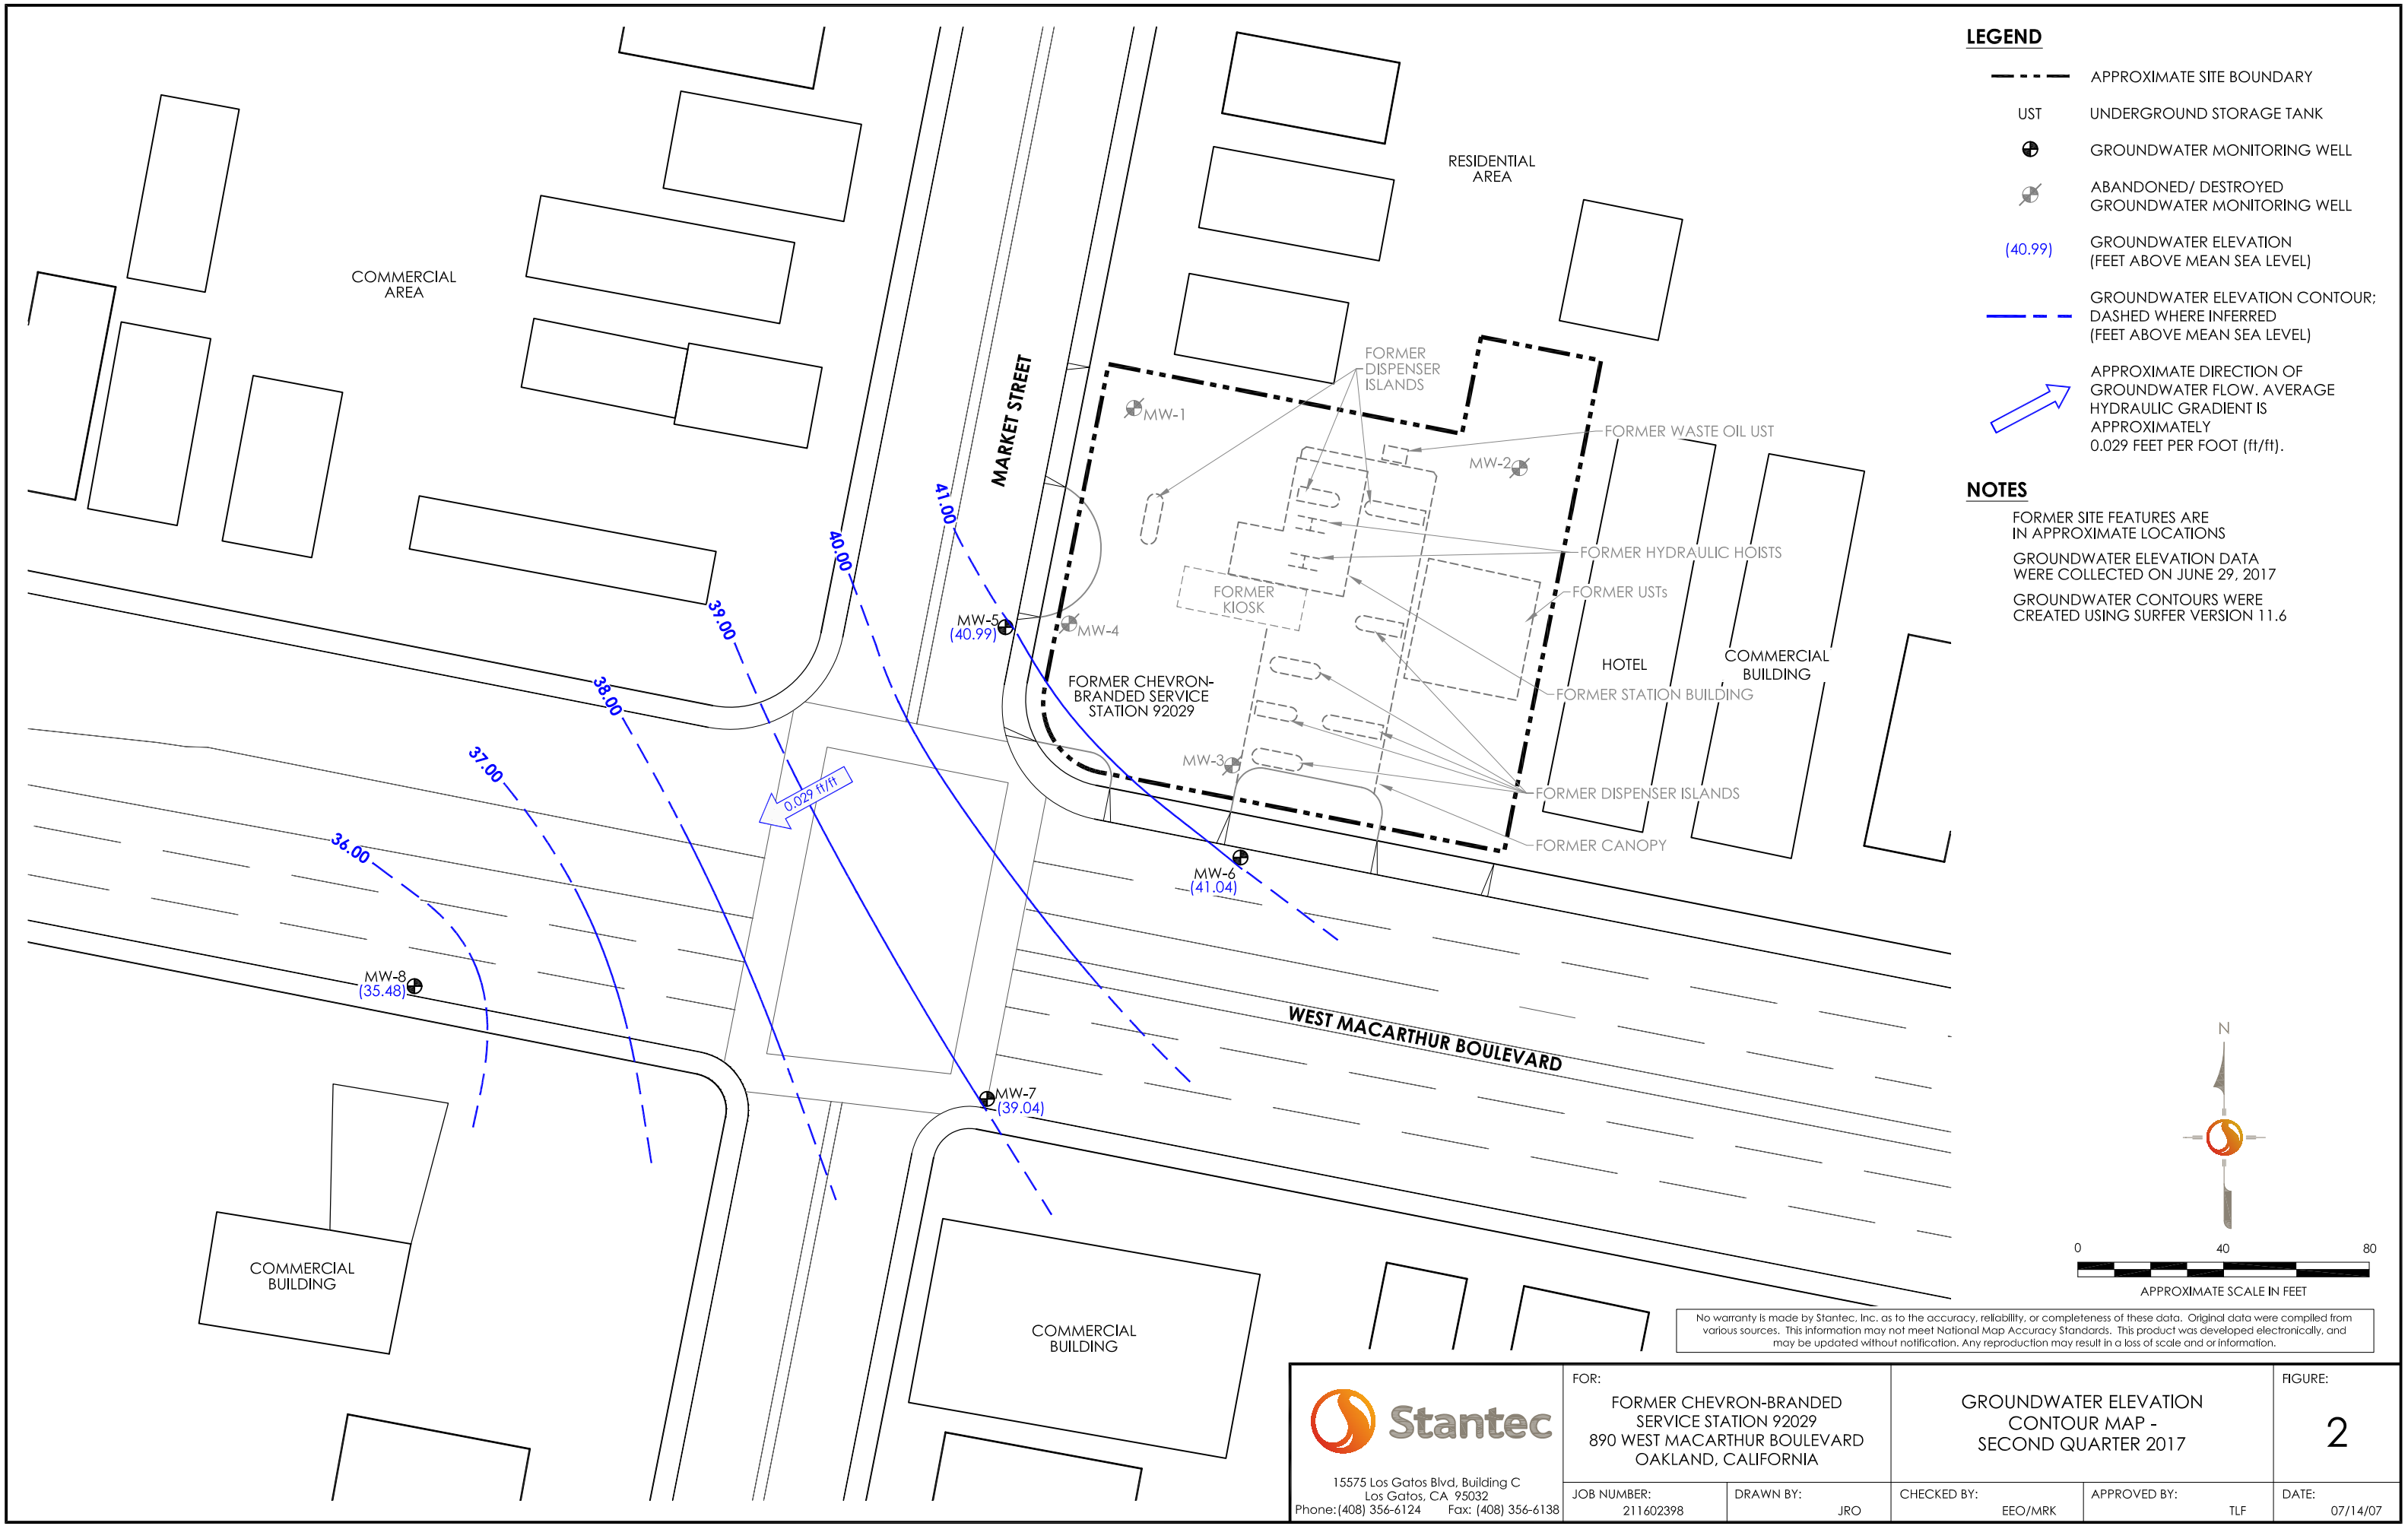 LEGEND
APPROXIMATE SITE BOUNDARY
UST
UNDERGROUND STORAGE TANK
GROUNDWATER MONITORING WELL
ABANDONED/ DESTROYED
GROUNDWATER MONITORING WELL
(40.99)
GROUNDWATER ELEVATION
(FEET ABOVE MEAN SEA LEVEL)
GROUNDWATER ELEVATION CONTOUR;
DASHED WHERE INFERRED
(FEET ABOVE MEAN SEA LEVEL)
APPROXIMATE DIRECTION OF
GROUNDWATER FLOW. AVERAGE
HYDRAULIC GRADIENT IS
APPROXIMATELY
0.029 FEET PER FOOT (ft/ft).
NOTES
FORMER SITE FEATURES ARE
IN APPROXIMATE LOCATIONS
GROUNDWATER ELEVATION DATA
WERE COLLECTED ON JUNE 29, 2017
GROUNDWATER CONTOURS WERE
CREATED USING SURFER VERSION 11.6
RESIDENTIAL
AREA
COMMERCIAL
AREA
MARKET STREET
FORMER
DISPENSER
ISLANDS
MW-1
FORMER WASTE OIL UST
MW-2
41.00
40.00
39.00
38.00
37.00
36.00
FORMER HYDRAULIC HOISTS
FORMER
KIOSK
FORMER USTs
MW-5
(40.99)
MW-4
HOTEL
COMMERCIAL
BUILDING
FORMER CHEVRON-
BRANDED SERVICE
STATION 92029
FORMER STATION BUILDING
MW-3
0.029 ft/ft
FORMER DISPENSER ISLANDS
FORMER CANOPY
MW-6
(41.04)
MW-8
(35.48)
WEST MACARTHUR BOULEVARD
MW-7
(39.04)
COMMERCIAL
BUILDING
COMMERCIAL
BUILDING
N
0
40
80
APPROXIMATE SCALE IN FEET
No warranty is made by Stantec, Inc. as to the accuracy, reliability, or completeness of these data. Original data were compiled from
various sources. This information may not meet National Map Accuracy Standards. This product was developed electronically, and
may be updated without notification. Any reproduction may result in a loss of scale and or information.
Stantec
15575 Los Gatos Blvd, Building C
Los Gatos, CA 95032
Phone:(408) 356-6124 Fax: (408) 356-6138
FOR:
FORMER CHEVRON-BRANDED
SERVICE STATION 92029
890 WEST MACARTHUR BOULEVARD
OAKLAND, CALIFORNIA
GROUNDWATER ELEVATION
CONTOUR MAP -
SECOND QUARTER 2017
FIGURE:
2
JOB NUMBER:
211602398
DRAWN BY:
JRO
CHECKED BY:
EEO/MRK
APPROVED BY:
TLF
DATE:
07/14/07